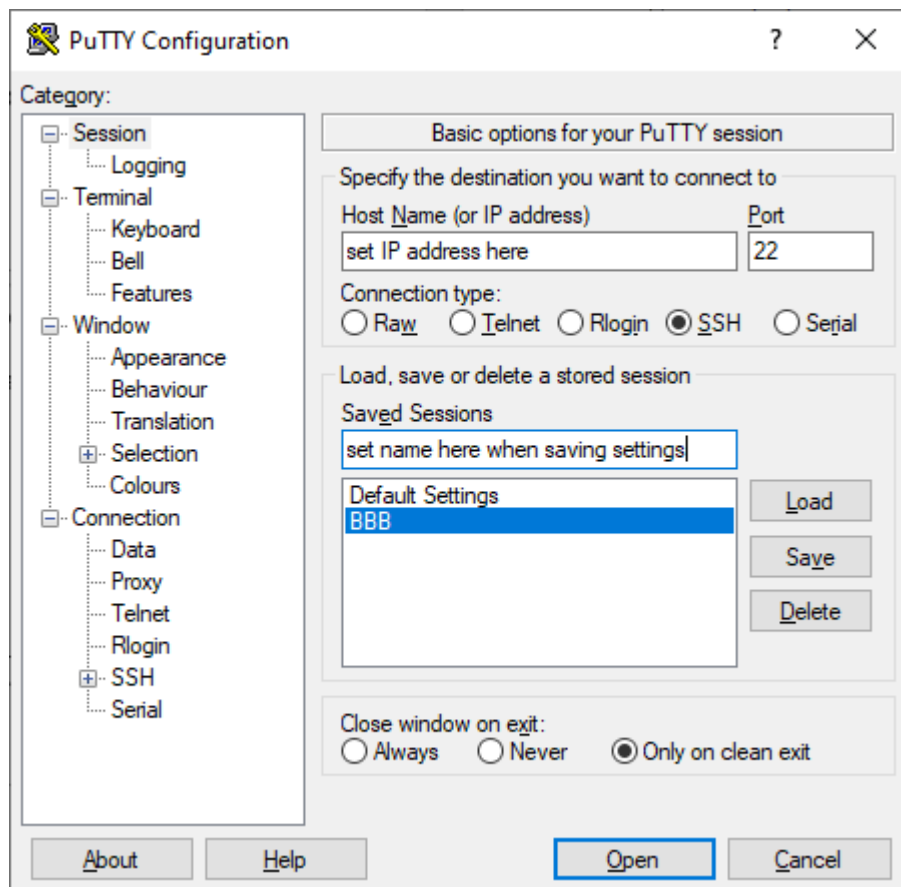 PuTTY Configuration
?
Category:
Session
Logging
Terminal
Keyboard
Bell
Features
Window
Appearance
Behaviour
Translation
Selection
Colours
Connection
Data
Proxy
Telnet
Rlogin
SSH
Serial
Basic options for your PuTTY session
Specify the destination you want to connect to
Host Name (or IP address) Port
set IP address here 22
Connection type:
Raw Telnet Rlogin SSH Serial
Load, save or delete a stored session
Saved Sessions
set name here when saving settings
Default Settings
BBB
Load
Save
Delete
Close window on exit:
Always Never Only on clean exit
About Help Open Cancel